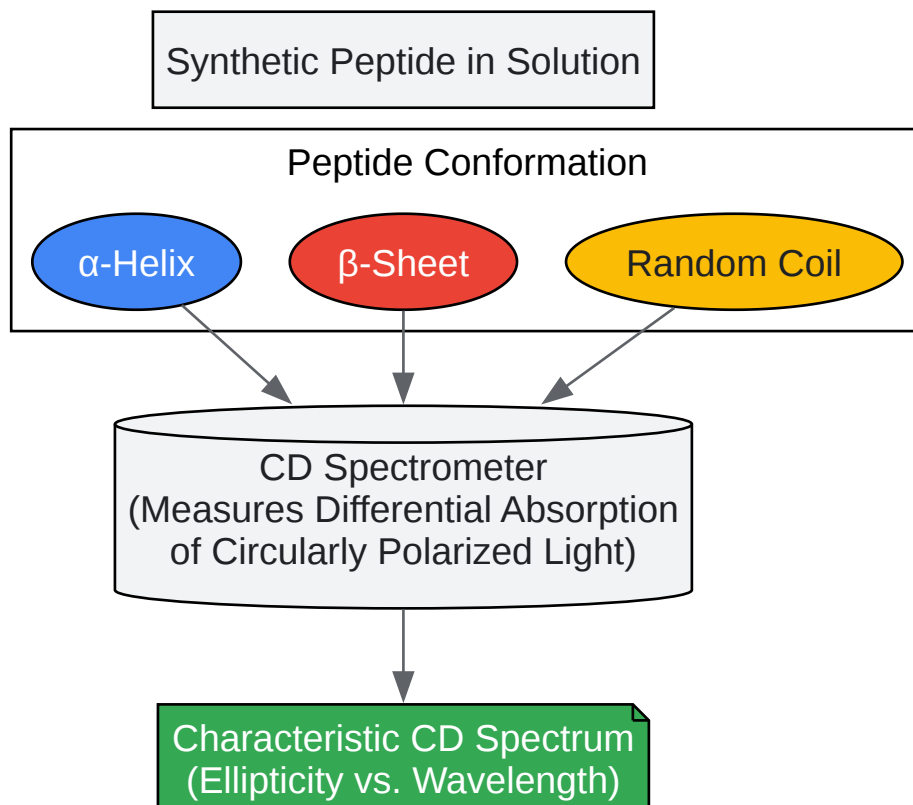 Synthetic Peptide in Solution
Peptide Conformation
α-Helix
β-Sheet
Random Coil
CD Spectrometer
(Measures Differential Absorption
of Circularly Polarized Light)
Characteristic CD Spectrum
(Ellipticity vs. Wavelength)